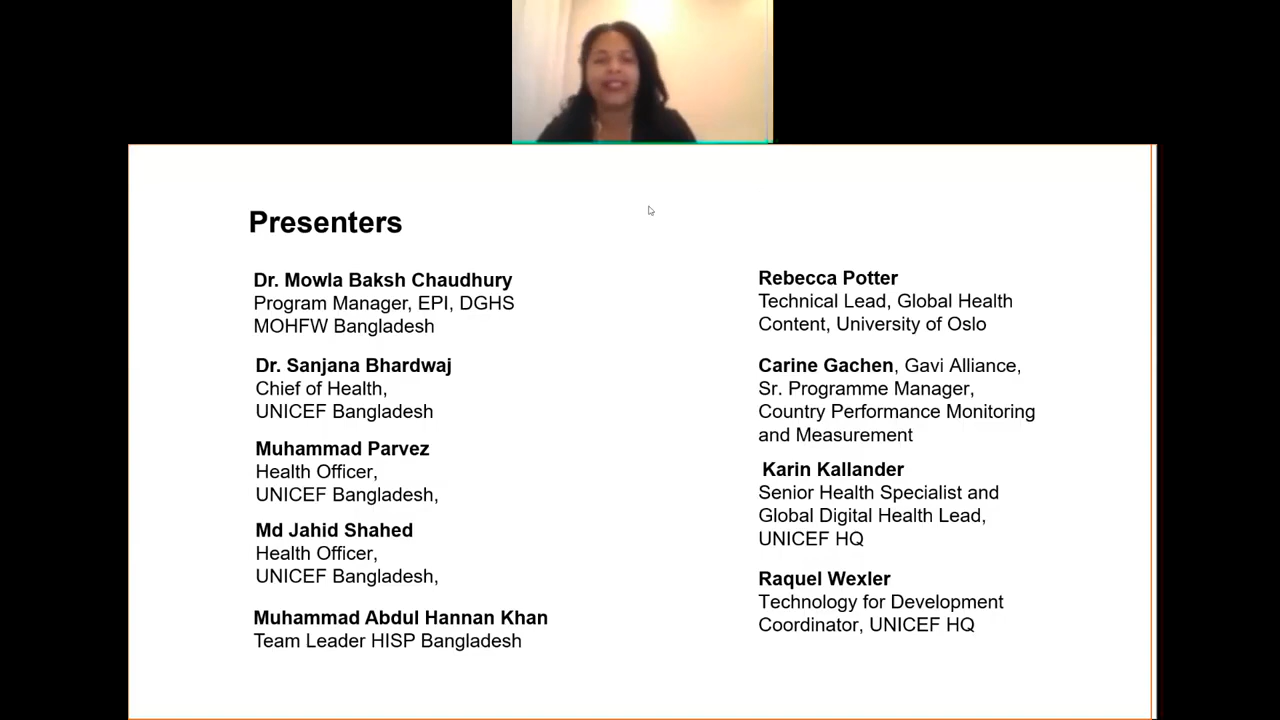 Presenters
Dr. Mowla Baksh Chaudhury
Program Manager, EPI, DGHS
MOHFW Bangladesh
Dr. Sanjana Bhardwaj
Chief of Health,
UNICEF Bangladesh
Muhammad Parvez
Health Officer,
UNICEF Bangladesh,
Md Jahid Shahed
Health Officer,
UNICEF Bangladesh,
Muhammad Abdul Hannan Khan
Team Leader HISP Bangladesh
Rebecca Potter
Technical Lead, Global Health
Content, University of Oslo
Carine Gachen, Gavi Alliance,
Sr. Programme Manager,
Country Performance Monitoring
and Measurement
Karin Kallander
Senior Health Specialist and
Global Digital Health Lead,
UNICEF HQ
Raquel Wexler
Technology for Development
Coordinator, UNICEF HQ